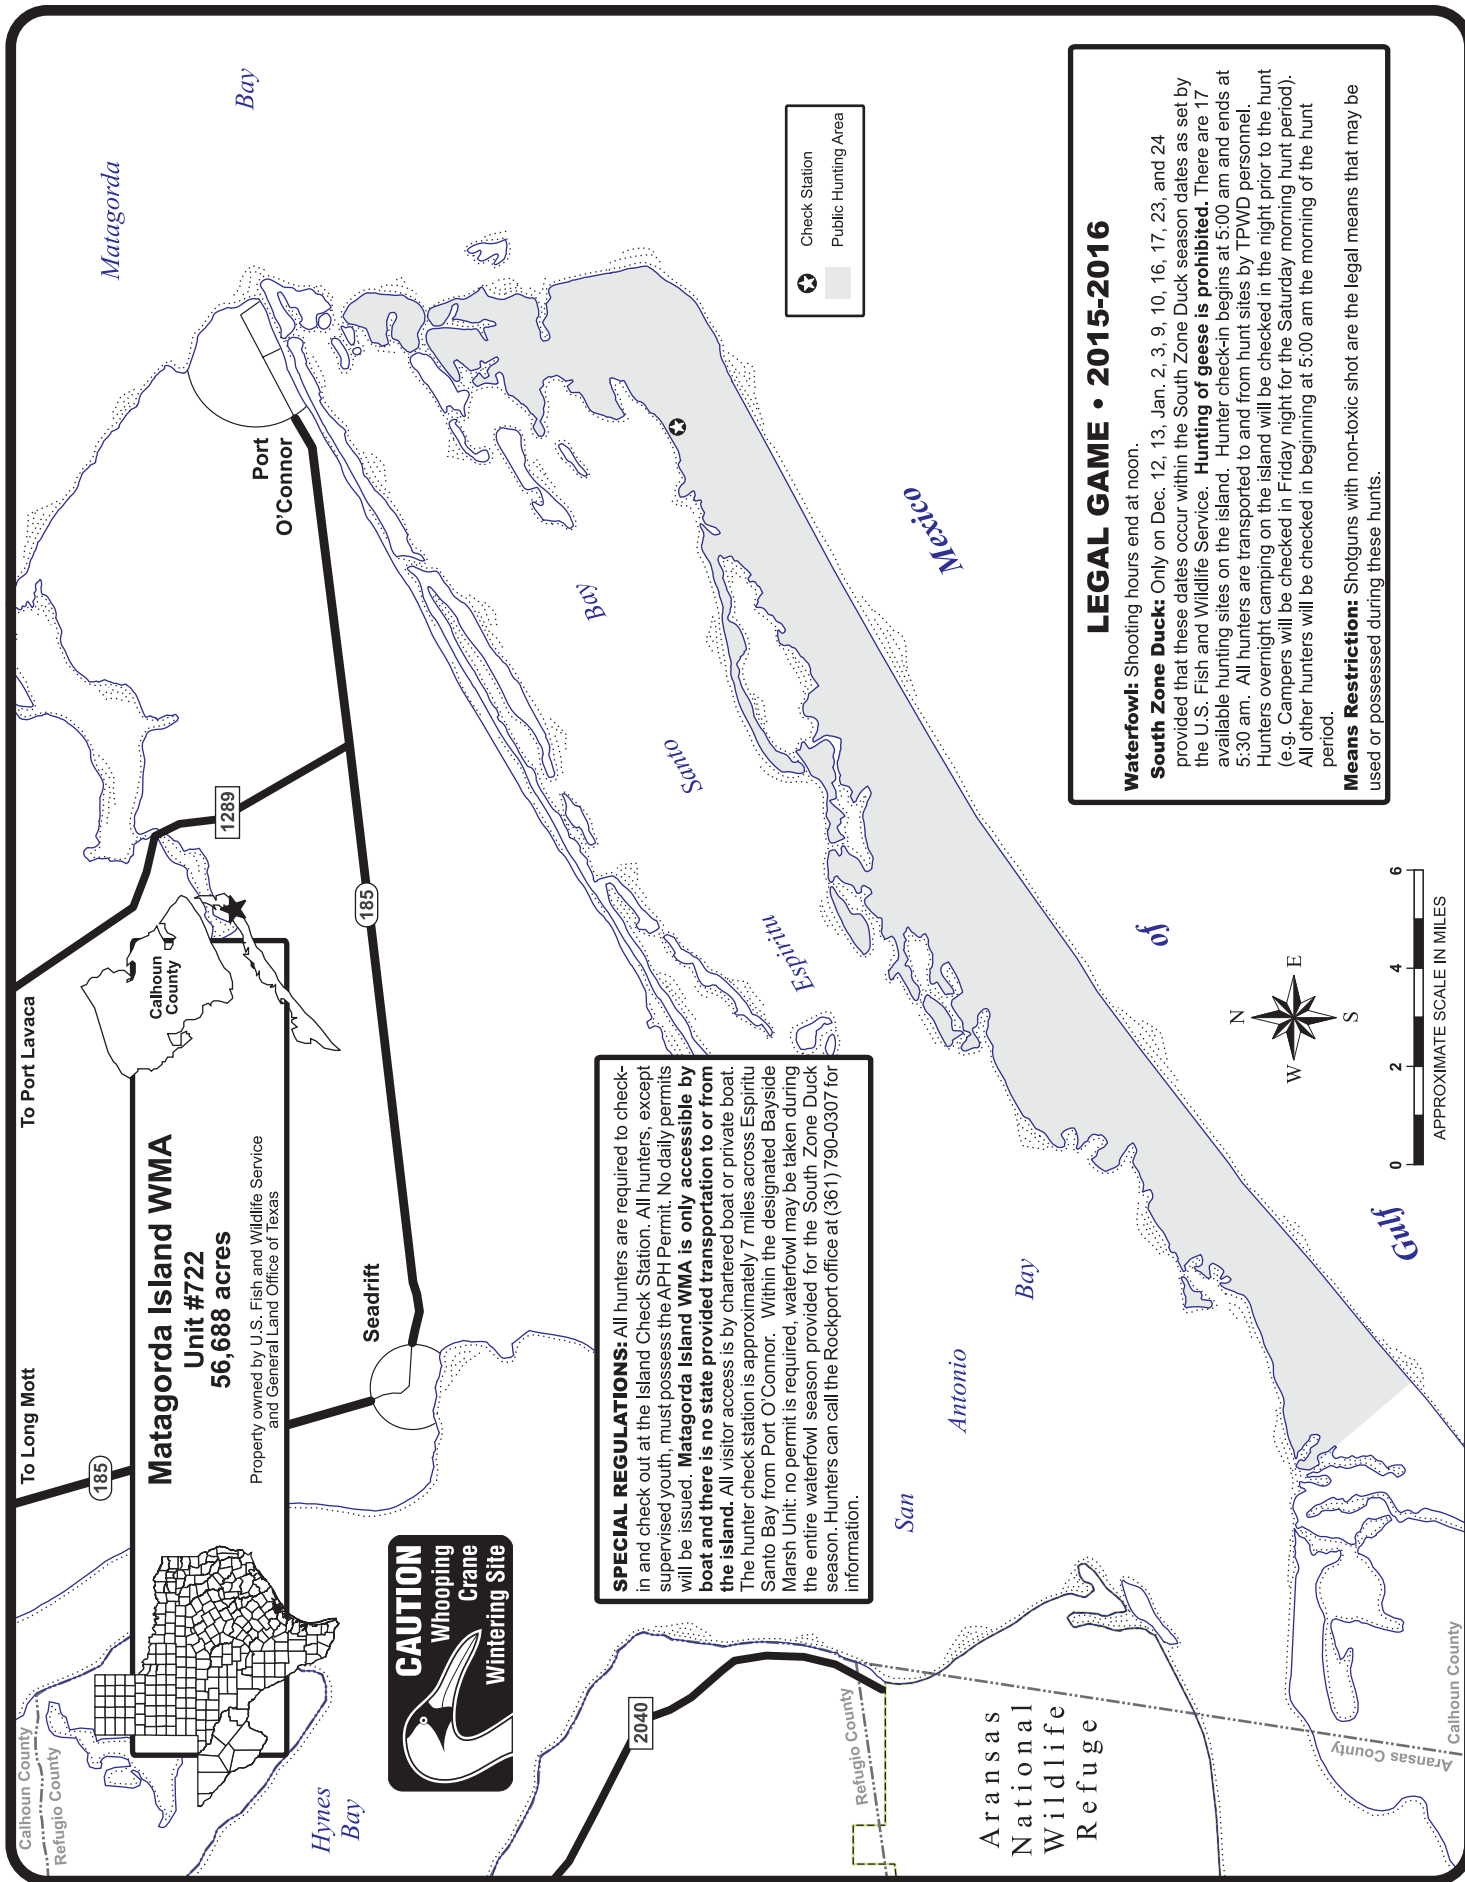 Calhoun County
Refugio County
To Long Mott
To Port Lavaca
185
Matagorda Island WMA
Unit #722
56,688 acres
Property owned by U.S. Fish and Wildlife Service
and General Land Office of Texas
Calhoun
County
1289
Matagorda
Bay
Hynes
Bay
Seadrift
185
Port
O'Connor
CAUTION
Whooping
Crane
Wintering Site
2040
SPECIAL REGULATIONS: All hunters are required to check-
in and check out at the Island Check Station. All hunters, except
supervised youth, must possess the APH Permit. No daily permits
will be issued. Matagorda Island WMA is only accessible by
boat and there is no state provided transportation to or from
the island. All visitor access is by chartered boat or private boat.
The hunter check station is approximately 7 miles across Espiritu
Santo Bay from Port O'Connor. Within the designated Bayside
Marsh Unit: no permit is required, waterfowl may be taken during
the entire waterfowl season provided for the South Zone Duck
season. Hunters can call the Rockport office at (361) 790-0307 for
information.
Espiritu
Santo
Bay
Check Station
Public Hunting Area
Refugio County
San
Antonio
Bay
Aransas
National
Wildlife
Refuge
Gulf
of
Mexico
LEGAL GAME • 2015-2016
Waterfowl: Shooting hours end at noon.
South Zone Duck: Only on Dec. 12, 13, Jan. 2, 3, 9, 10, 16, 17, 23, and 24
provided that these dates occur within the South Zone Duck season dates as set by
the U.S. Fish and Wildlife Service. Hunting of geese is prohibited. There are 17
available hunting sites on the island. Hunter check-in begins at 5:00 am and ends at
5:30 am. All hunters are transported to and from hunt sites by TPWD personnel.
Hunters overnight camping on the island will be checked in the night prior to the hunt
(e.g. Campers will be checked in Friday night for the Saturday morning hunt period).
All other hunters will be checked in beginning at 5:00 am the morning of the hunt
period.
Means Restriction: Shotguns with non-toxic shot are the legal means that may be
used or possessed during these hunts.
N
W
E
S
0
2
4
6
APPROXIMATE SCALE IN MILES
Aransas County
Calhoun County